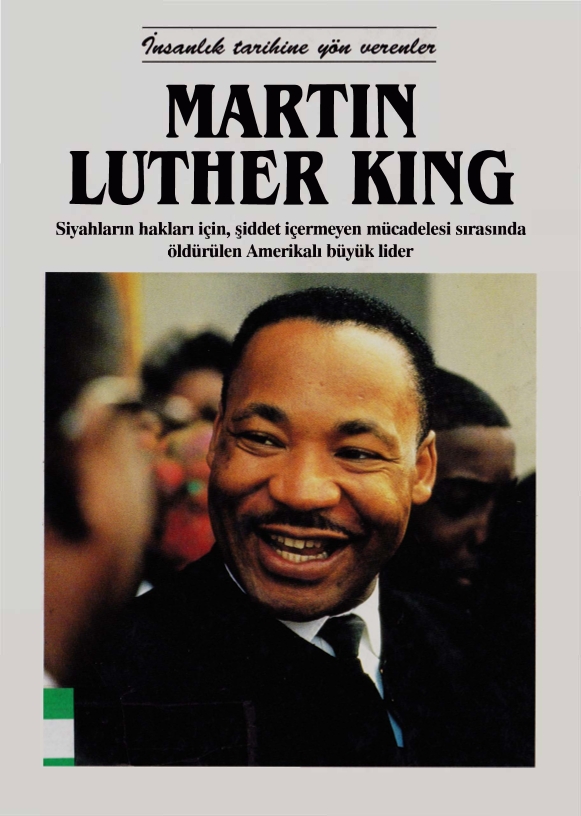 İnsanlık tarihine yön verenler
MARTIN
LUTHER KING
Siyahların hakları için, şiddet içermeyen mücadelesi sırasında
öldürülen Amerikalı büyük lider